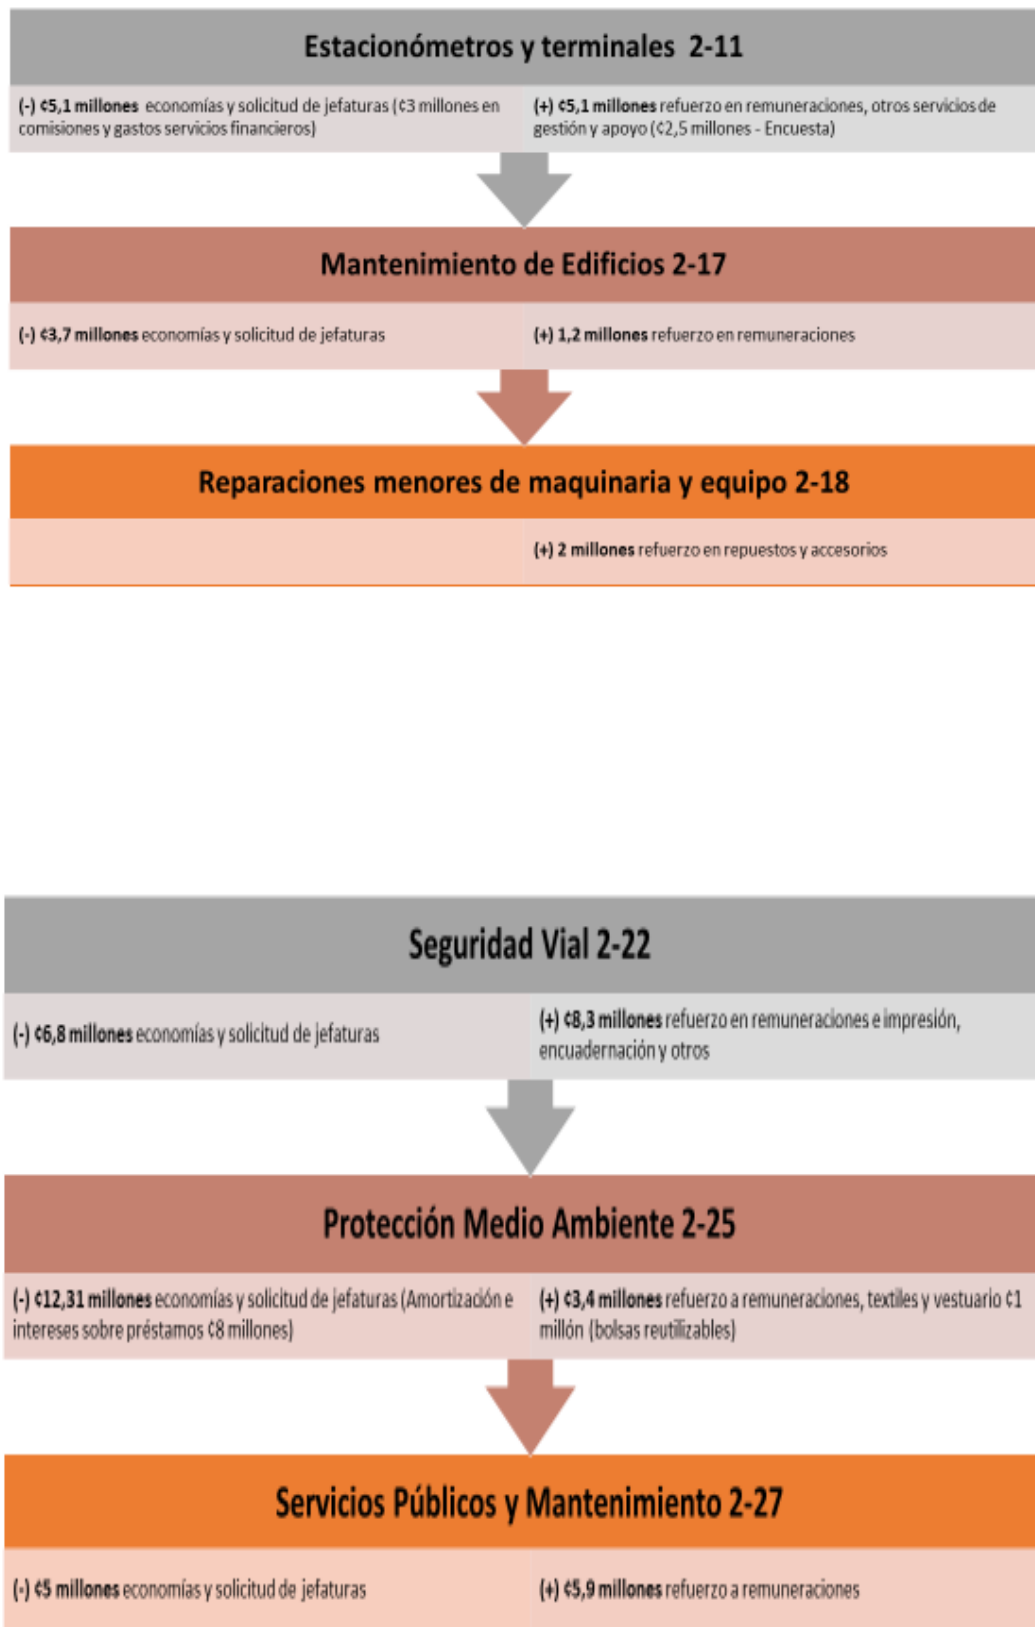 Estacionómetros y terminales 2-11
(-) ¢5,1 millones economías y solicitud de jefaturas (¢3 millones en
comisiones y gastos servicios financieros)
(+) ¢5,1 millones refuerzo en remuneraciones, otros servicios de
gestión y apoyo (¢2,5 millones - Encuesta)
Mantenimiento de Edificios 2-17
(-) ¢3,7 millones economías y solicitud de jefaturas
(+) 1,2 millones refuerzo en remuneraciones
Reparaciones menores de maquinaria y equipo 2-18
(+) 2 millones refuerzo en repuestos y accesorios
Seguridad Vial 2-22
(-) ¢6,8 millones economías y solicitud de jefaturas
(+) ¢8,3 millones refuerzo en remuneraciones e impresión,
encuadernación y otros
Protección Medio Ambiente 2-25
(-) ¢12,31 millones economías y solicitud de jefaturas (Amortización e
intereses sobre préstamos ¢8 millones)
(+) ¢3,4 millones refuerzo a remuneraciones, textiles y vestuario ¢1
millón (bolsas reutilizables)
Servicios Públicos y Mantenimiento 2-27
(-) ¢5 millones economías y solicitud de jefaturas
(+) ¢5,9 millones refuerzo a remuneraciones